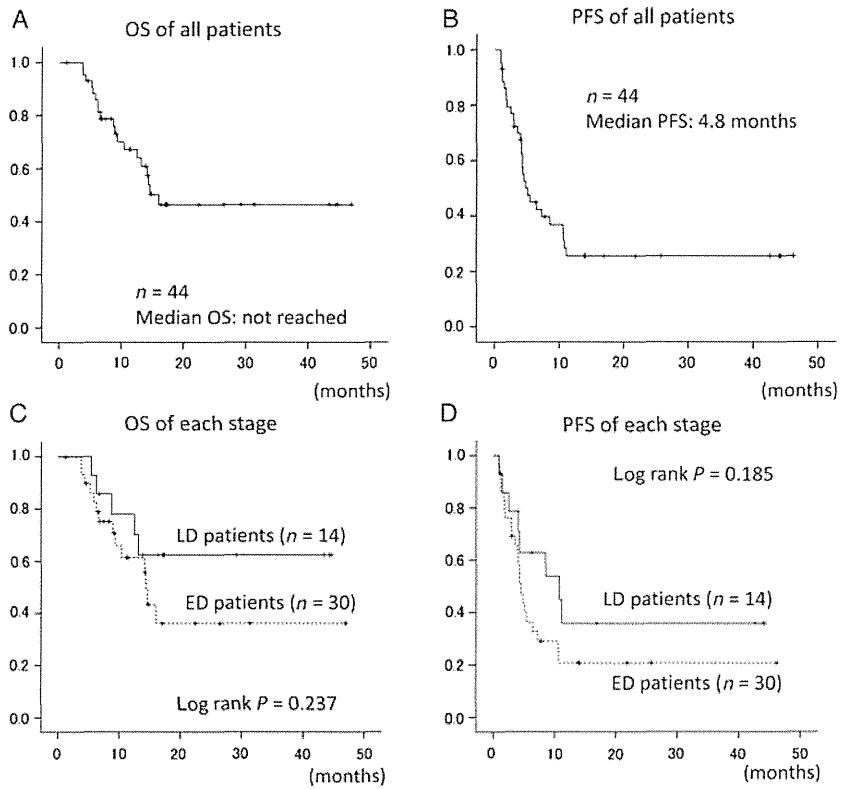 A
OS of all patients
1.0
0.8
0.6
0.4
0.2
0.0
n = 44
Median OS: not reached
0 10 20 30 40 50
(months)
B
PFS of all patients
1.0
0.8
0.6
0.4
0.2
0.0
n = 44
Median PFS: 4.8 months
0 10 20 30 40 50
(months)
C
OS of each stage
1.0
0.8
0.6
0.4
0.2
0.0
LD patients (n = 14)
ED patients (n = 30)
Log rank P = 0.237
0 10 20 30 40 50
(months)
D
PFS of each stage
1.0
0.8
0.6
0.4
0.2
0.0
Log rank P = 0.185
LD patients (n = 14)
ED patients (n = 30)
0 10 20 30 40 50
(months)